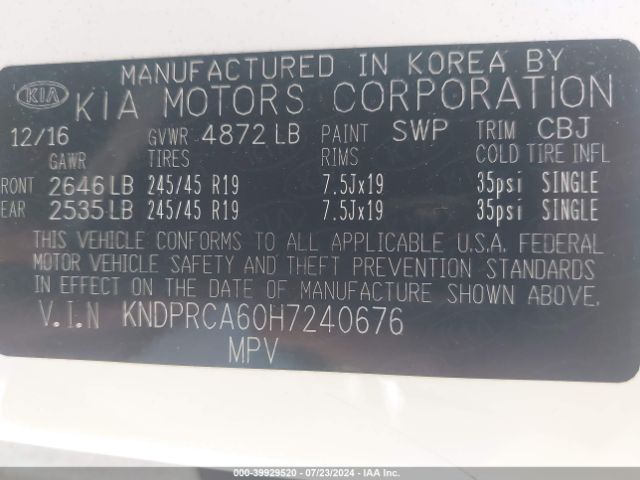 MANUFACTURED IN KOREA BY
KIA KIA MOTORS CORPORATION
12/16 GVWR 4872 LB PAINT SWP TRIM CBJ
GAWR TIRES RIMS COLD TIRE INFL
RONT 2646 LB 245/45 R19 7.5Jx19 35psi SINGLE
EAR 2535 LB 245/45 R19 7.5Jx19 35psi SINGLE
THIS VEHICLE CONFORMS TO ALL APPLICABLE U.S.A. FEDERAL
MOTOR VEHICLE SAFETY AND THEFT PREVENTION STANDARDS
IN EFFECT ON THE DATE OF MANUFACTURE SHOWN ABOVE.
V.I.N KNDPRCA60H7240676
MPV
000-39929520 | 07/23/2024 | IAA Inc.